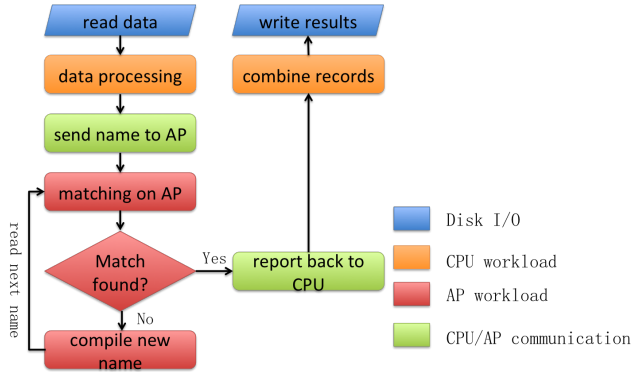 read data
write results
data processing
combine records
send name to AP
matching on AP
read next name
Match
found?
Yes
report back to
CPU
No
compile new
name
Disk I/O
CPU workload
AP workload
CPU/AP communication